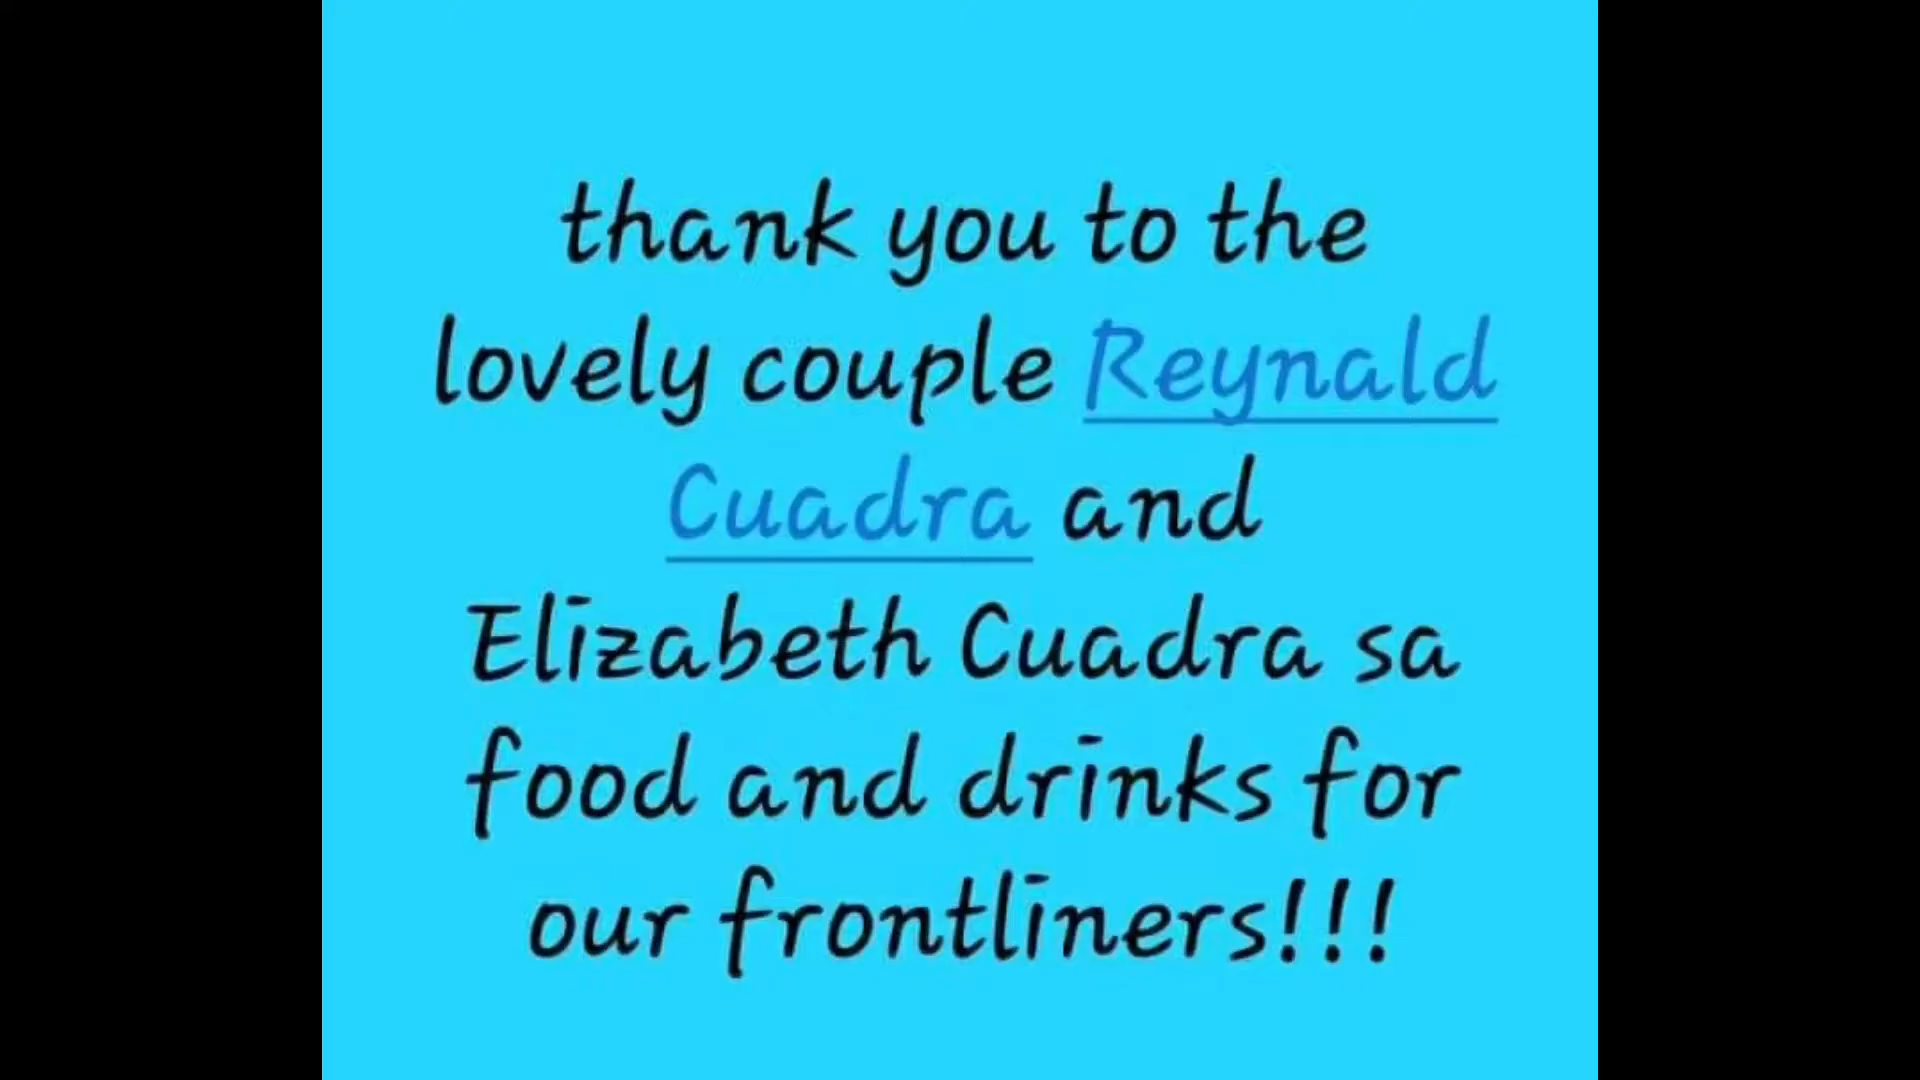 thank you to the
lovely couple Reynald
Cuadra and
Elizabeth Cuadra sa
food and drinks for
our frontliners!!!